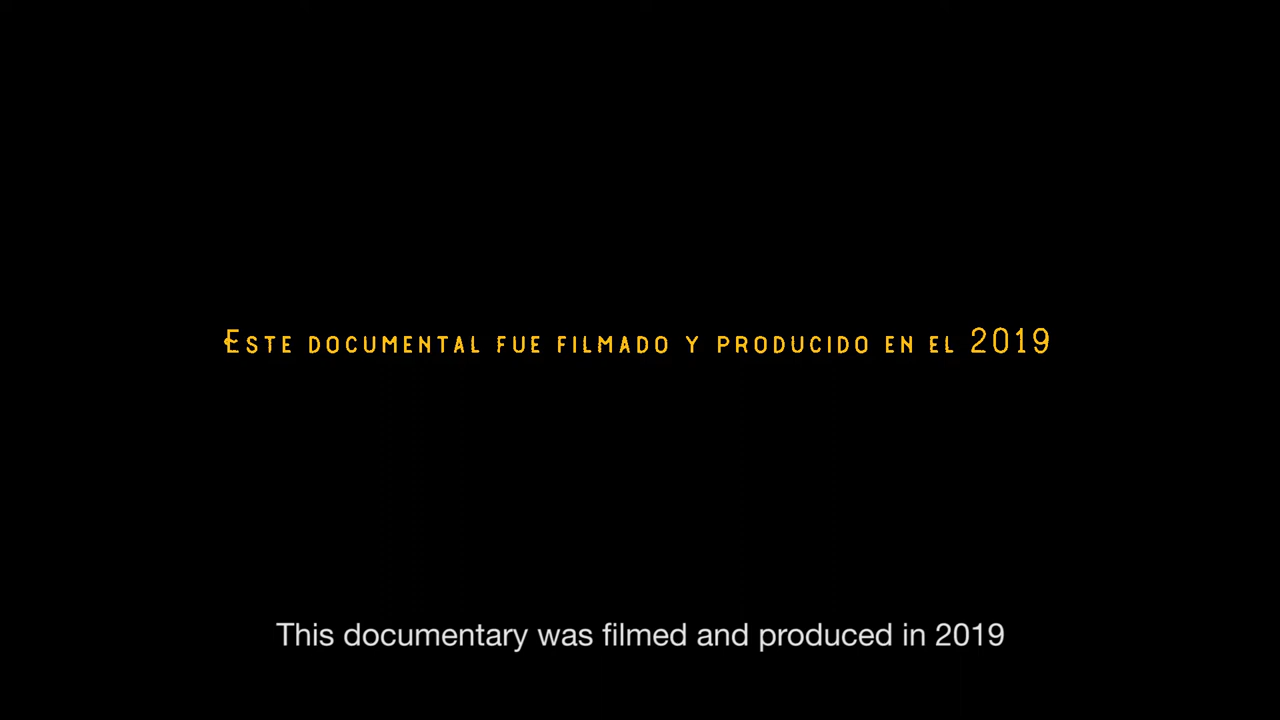 Este documental fue filmado y producido en el 2019
This documentary was filmed and produced in 2019